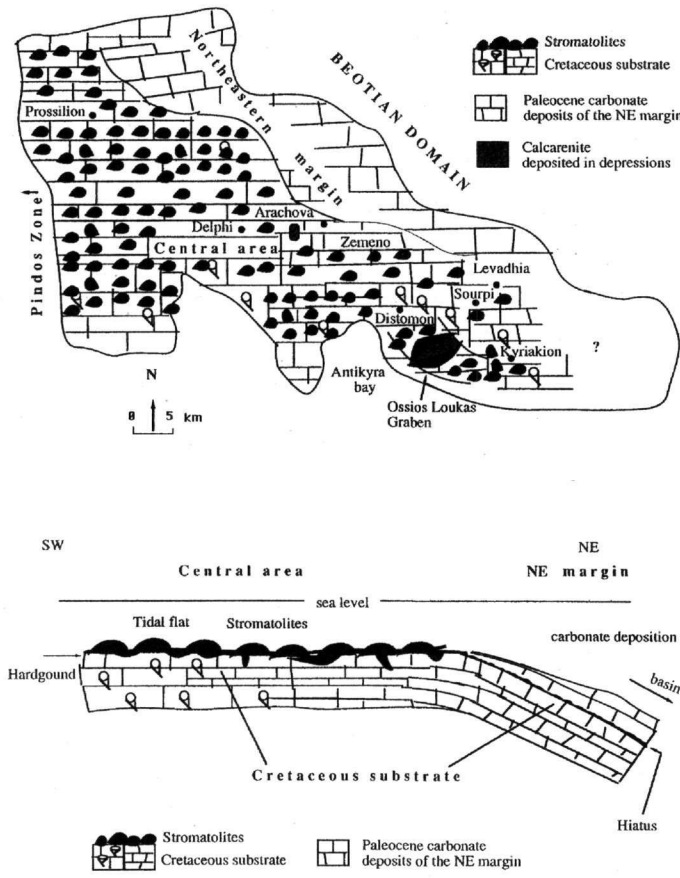 Stromatolites
Cretaceous substrate
Paleocene carbonate
deposits of the NE margin
Calcarenite
deposited in depressions
Northeastern
margin
BEOTIAN DOMAIN
Prossilion
Pindos Zone
Arachova
Delphi
Central area
Zemeno
Levadhia
Sourpi
Distomon
Kyriakion
?
N
Antikyra
bay
Ossios Loukas
Graben
0 5 km
SW
NE
Central area
NE margin
sea level
Tidal flat
Stromatolites
carbonate deposition
Hardgound
basin
Cretaceous substrate
Hiatus
Stromatolites
Cretaceous substrate
Paleocene carbonate
deposits of the NE margin